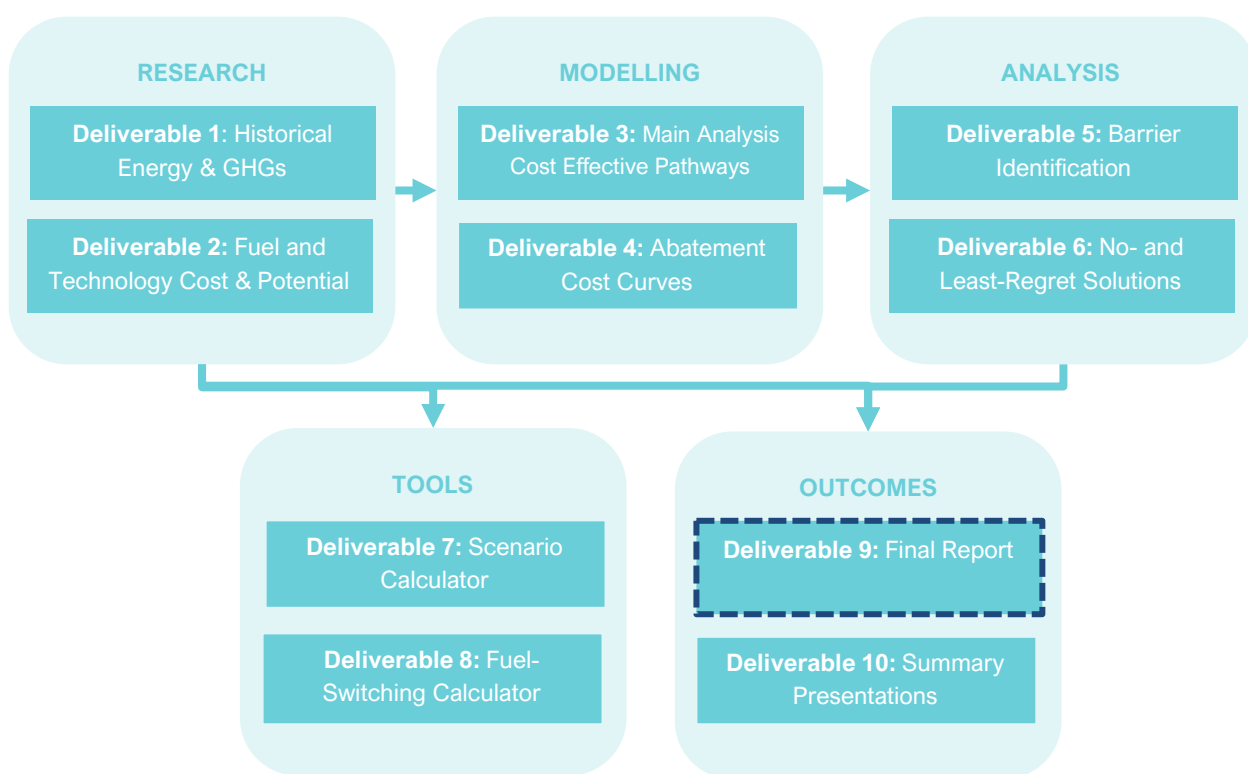 RESEARCH
Deliverable 1: Historical
Energy & GHGs
Deliverable 2: Fuel and
Technology Cost & Potential
MODELLING
Deliverable 3: Main Analysis
Cost Effective Pathways
Deliverable 4: Abatement
Cost Curves
ANALYSIS
Deliverable 5: Barrier
Identification
Deliverable 6: No- and
Least-Regret Solutions
TOOLS
Deliverable 7: Scenario
Calculator
Deliverable 8: Fuel-
Switching Calculator
OUTCOMES
Deliverable 9: Final Report
Deliverable 10: Summary
Presentations